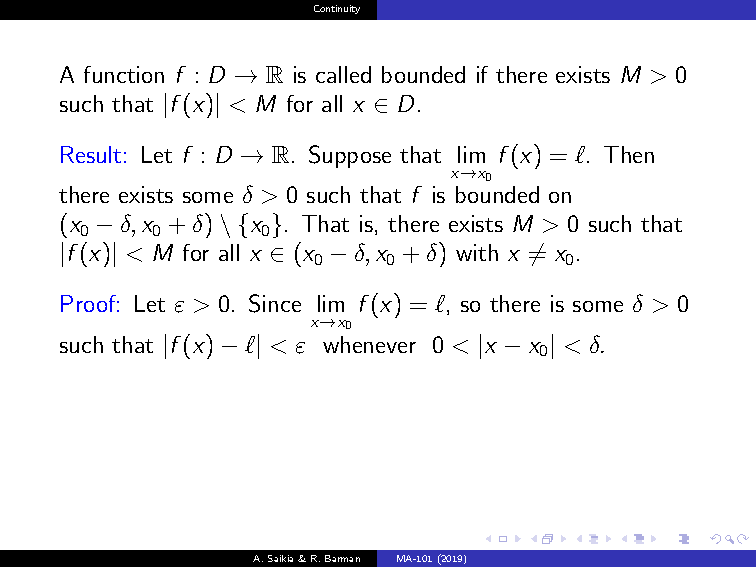 Continuity
A function f : D → ℝ is called bounded if there exists M > 0
such that |f(x)| < M for all x ∈ D.
Result: Let f : D → ℝ. Suppose that lim f(x) = ℓ. Then
x→x₀
there exists some δ > 0 such that f is bounded on
(x₀ − δ, x₀ + δ) \ {x₀}. That is, there exists M > 0 such that
|f(x)| < M for all x ∈ (x₀ − δ, x₀ + δ) with x ≠ x₀.
Proof: Let ε > 0. Since lim f(x) = ℓ, so there is some δ > 0
x→x₀
such that |f(x) − ℓ| < ε whenever 0 < |x − x₀| < δ.
A. Saikia & R. Barman MA-101 (2019)